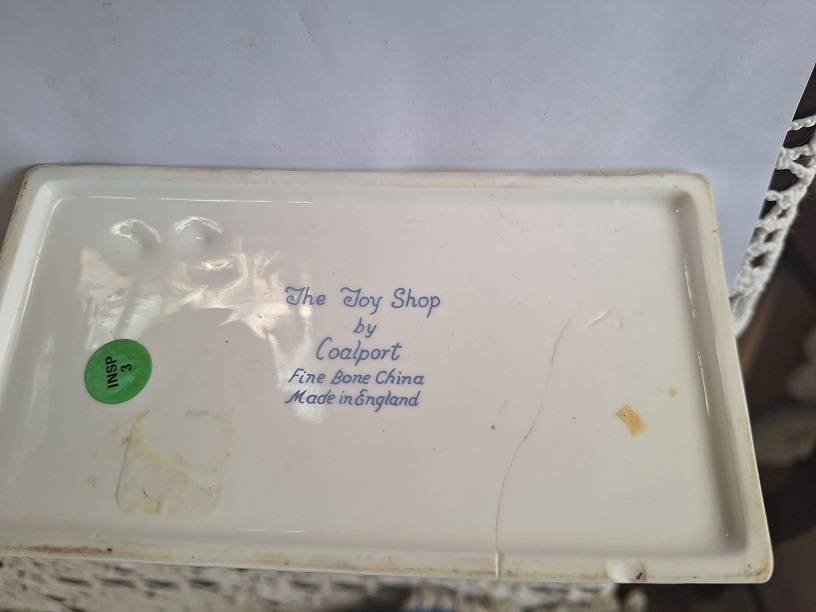 The Toy Shop
by
Coalport
Fine Bone China
Made in England
INSP
3